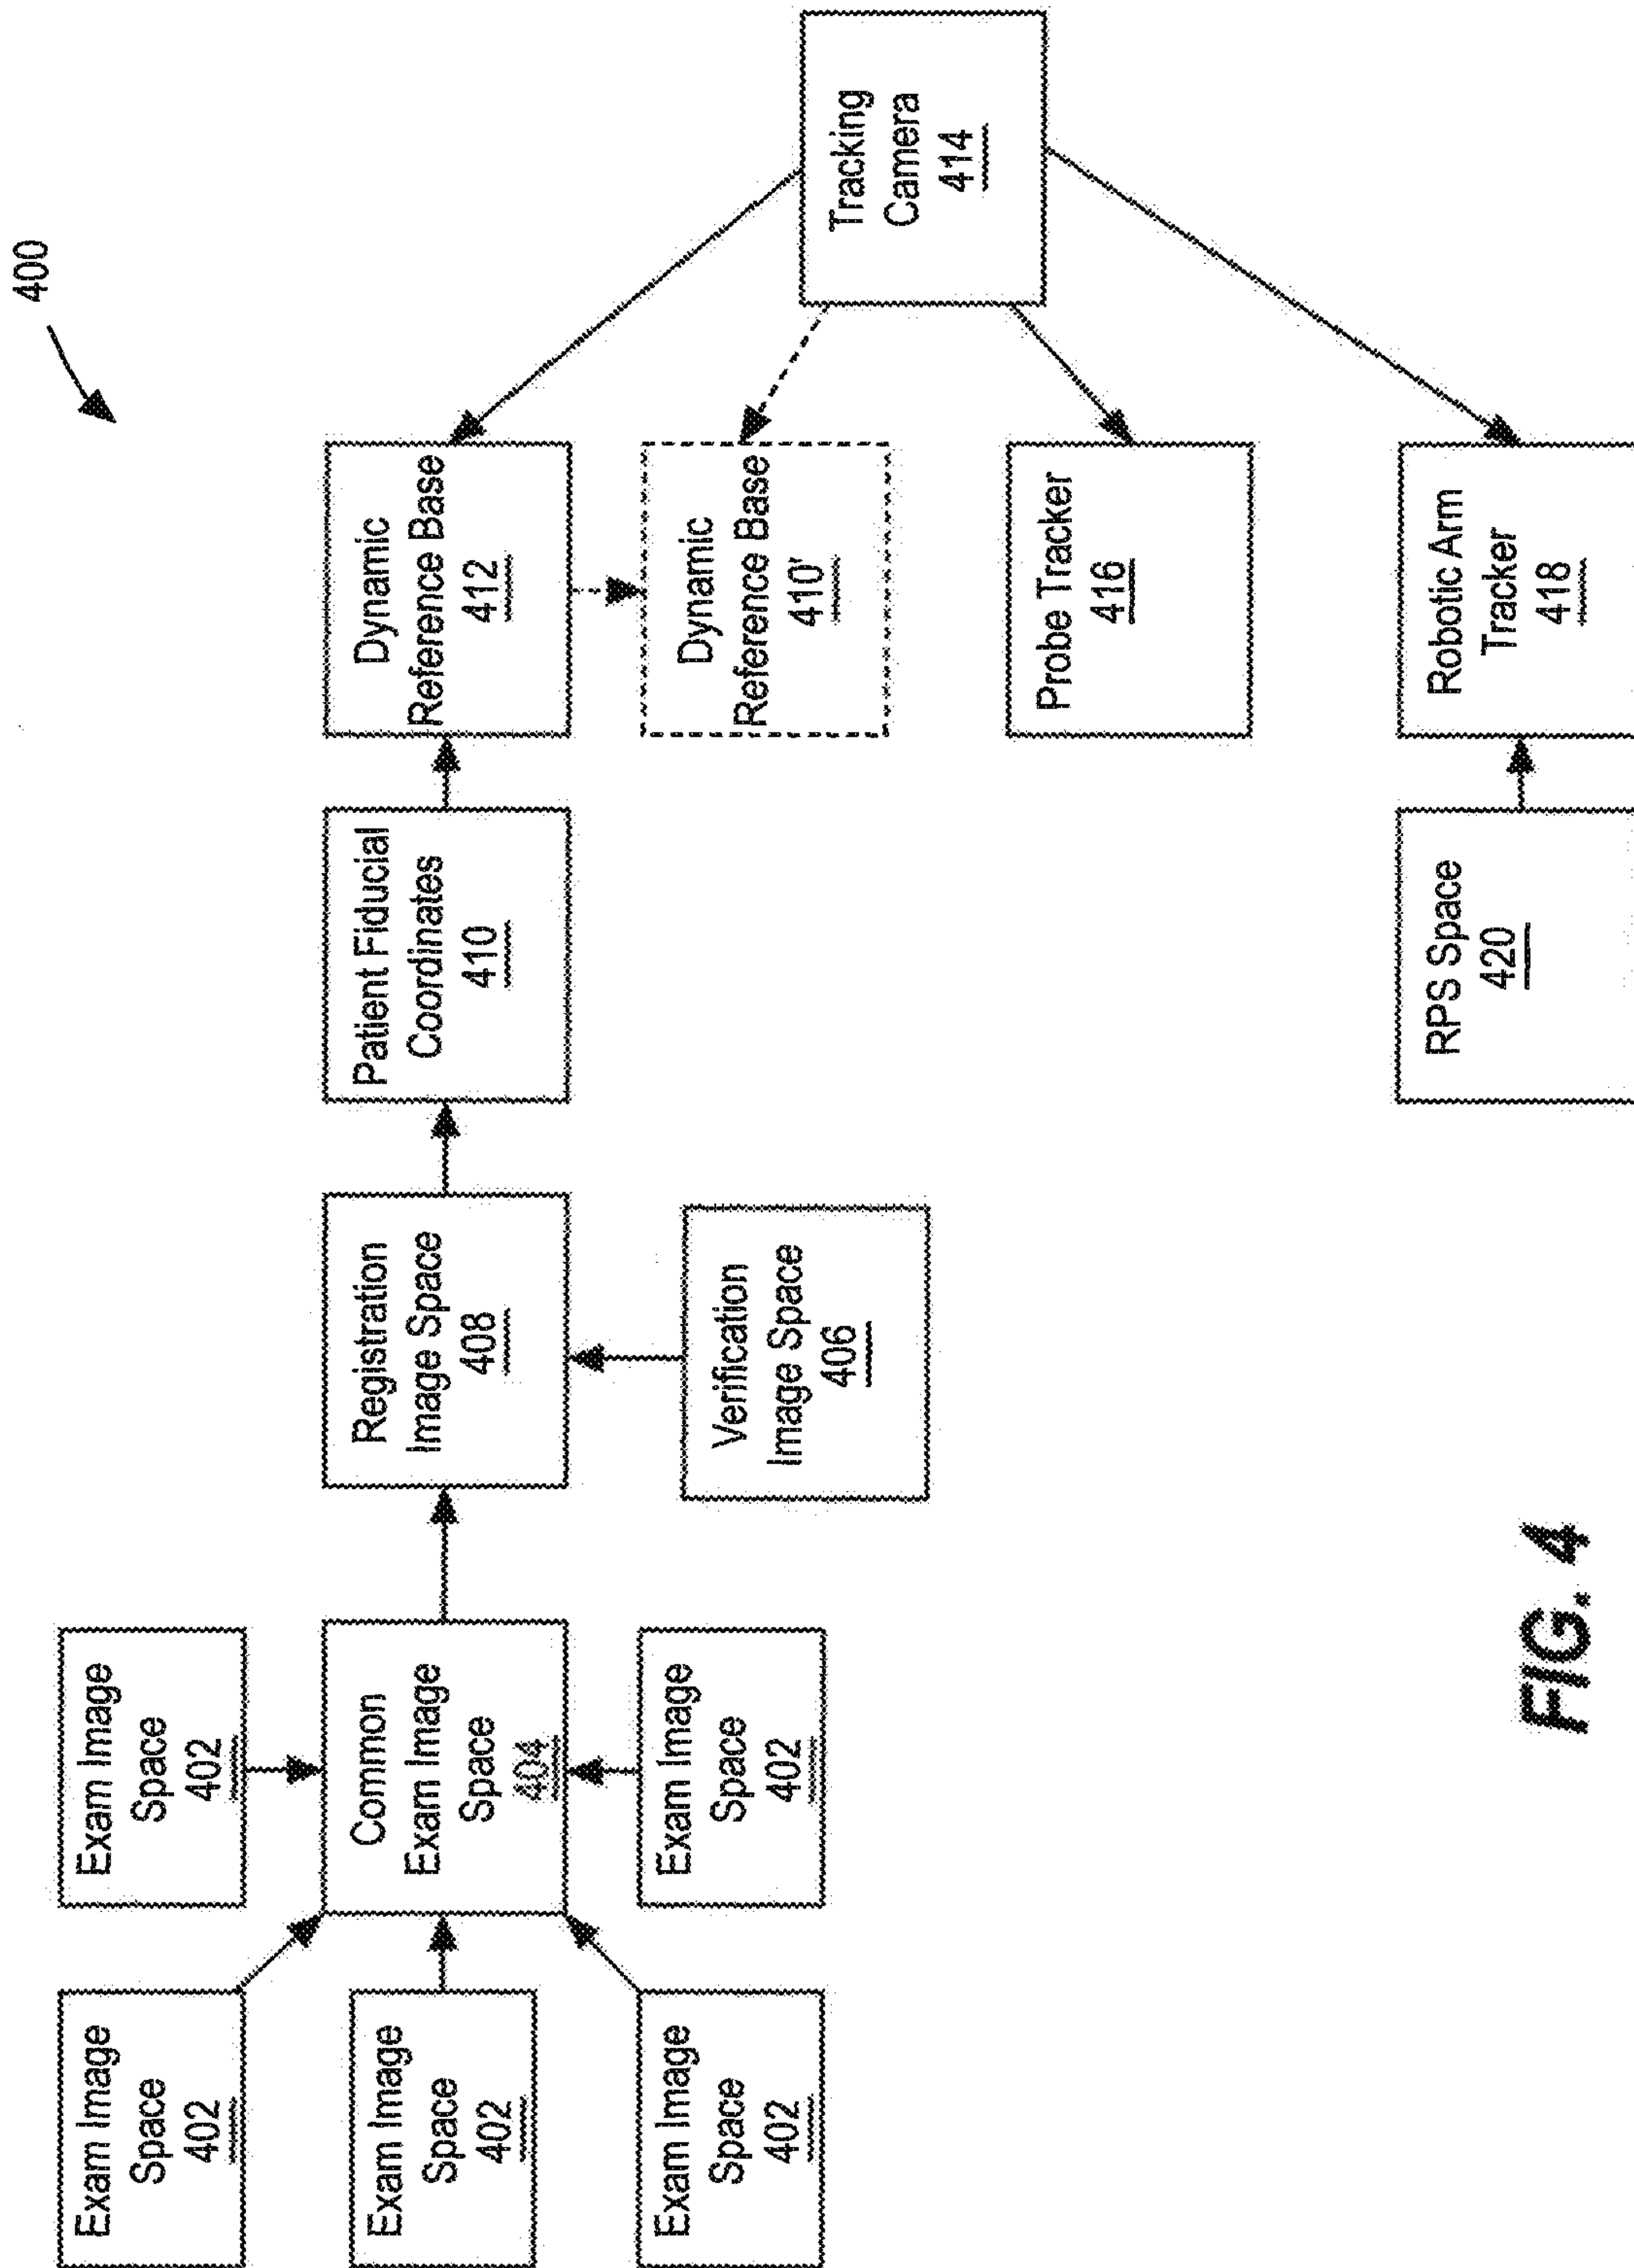 400
Exam Image
Space
402
Exam Image
Space
402
Exam Image
Space
402
Exam Image
Space
402
Common
Exam Image
Space
404
Exam Image
Space
402
Registration
Image Space
408
Verification
Image Space
406
Patient Fiducial
Coordinates
410
Dynamic
Reference Base
412
Dynamic
Reference Base
410'
Probe Tracker
416
Tracking
Camera
414
RPS Space
420
Robotic Arm
Tracker
418
FIG. 4